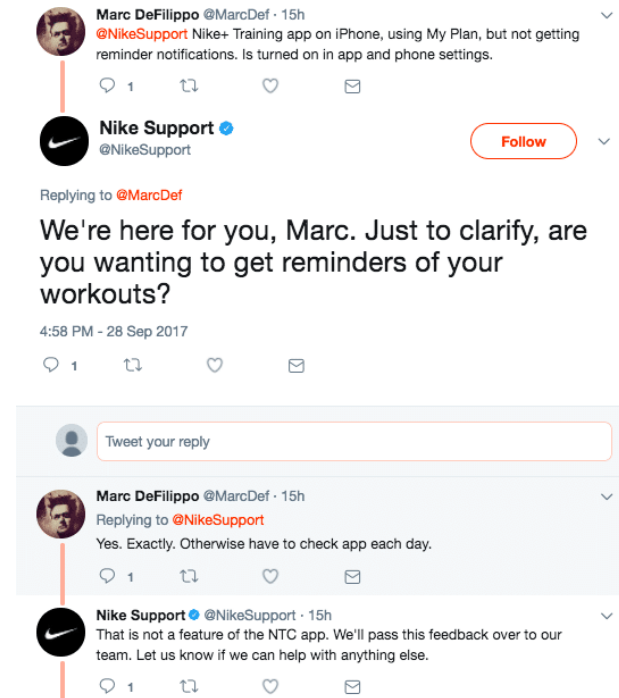 Marc DeFilippo @MarcDef · 15h
@NikeSupport Nike+ Training app on iPhone, using My Plan, but not getting
reminder notifications. Is turned on in app and phone settings.
1
Nike Support
@NikeSupport
Follow
Replying to @MarcDef
We're here for you, Marc. Just to clarify, are
you wanting to get reminders of your
workouts?
4:58 PM - 28 Sep 2017
1
Tweet your reply
Marc DeFilippo @MarcDef · 15h
Replying to @NikeSupport
Yes. Exactly. Otherwise have to check app each day.
1
Nike Support @NikeSupport · 15h
That is not a feature of the NTC app. We'll pass this feedback over to our
team. Let us know if we can help with anything else.
1